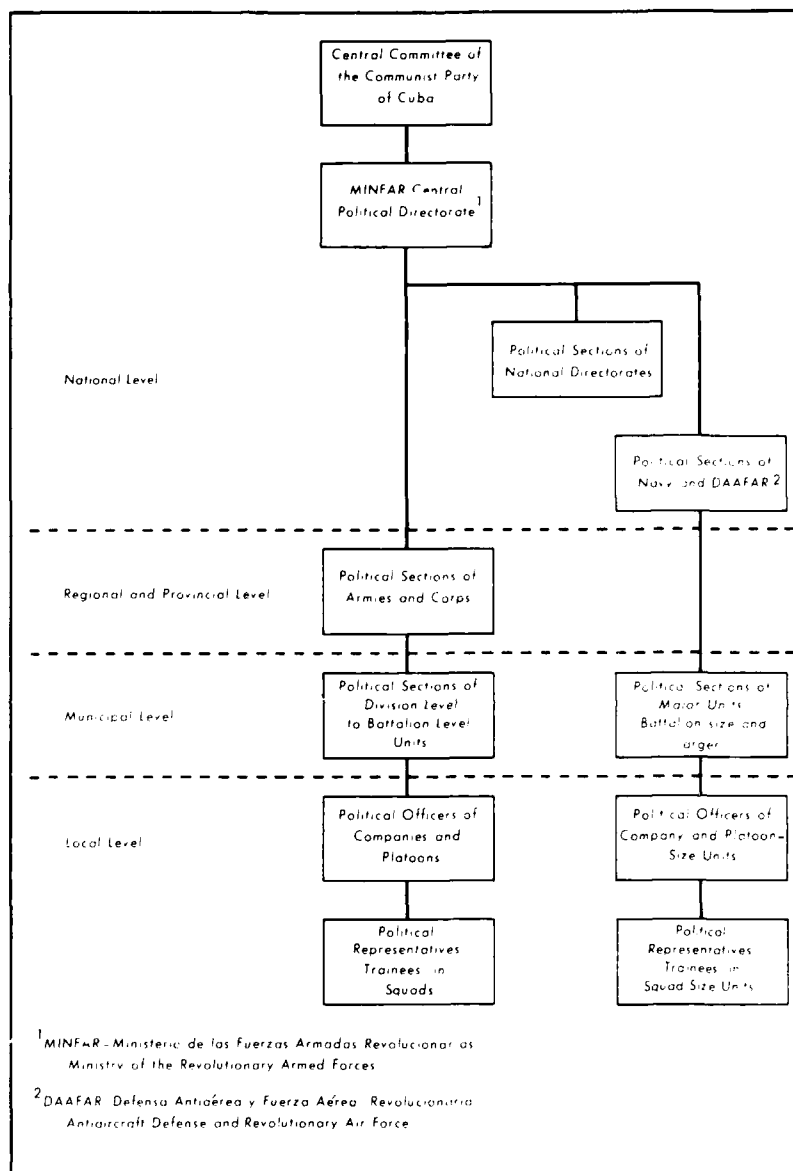 Central Committee of
the Communist Party
of Cuba
MINFAR Central
Political Directorate 1
Political Sections of
National Directorates
National Level
Political Sections of
Navy and DAAFAR 2
Political Sections of
Armies and Corps
Regional and Provincial Level
Political Sections of
Division Level
to Battalion Level
Units
Political Sections of
Major Units
Battalion size and
arger
Municipal Level
Political Officers of
Companies and
Platoons
Political Officers of
Company and Platoon-
Size Units
Local Level
Political
Representatives
Trainees in
Squads
Political
Representatives
Trainees in
Squad Size Units
1 MINFAR - Ministerio de las Fuerzas Armadas Revolucionar as
Ministry of the Revolutionary Armed Forces
2 DAAFAR Defensa Antiaérea y Fuerza Aérea Revolucionaria
Antiaircraft Defense and Revolutionary Air Force